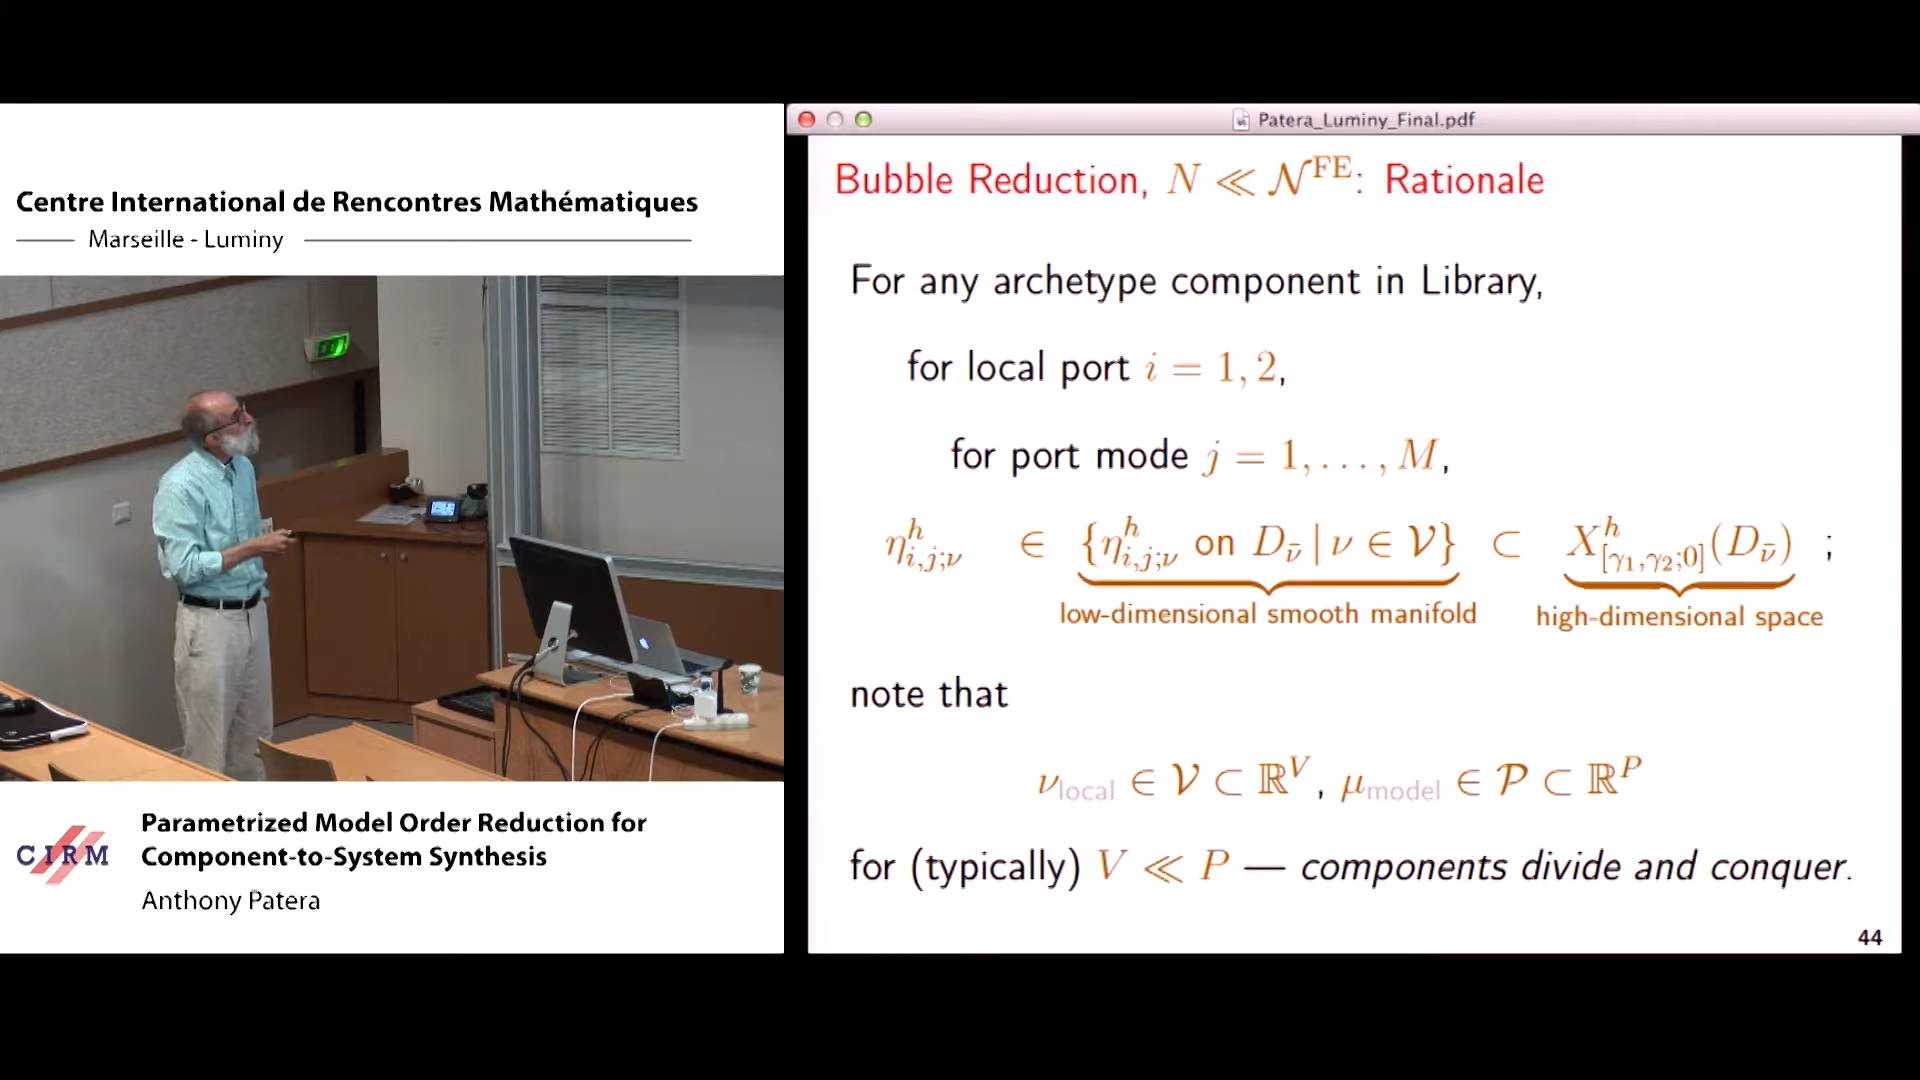 Centre International de Rencontres Mathématiques
Marseille - Luminy
CIRM
Parametrized Model Order Reduction for
Component-to-System Synthesis
Anthony Patera
Patera_Luminy_Final.pdf
Bubble Reduction, N ≪ 𝒩^FE: Rationale
For any archetype component in Library,
for local port i = 1, 2,
for port mode j = 1, . . . , M,
η^h_{i,j;ν} ∈ {η^h_{i,j;ν} on D_ν̄ | ν ∈ 𝒱} ⊂ X^h_{[γ₁,γ₂;0]}(D_ν̄) ;
low-dimensional smooth manifold
high-dimensional space
note that
ν_local ∈ 𝒱 ⊂ ℝ^V, μ_model ∈ 𝒫 ⊂ ℝ^P
for (typically) V ≪ P — components divide and conquer.
44